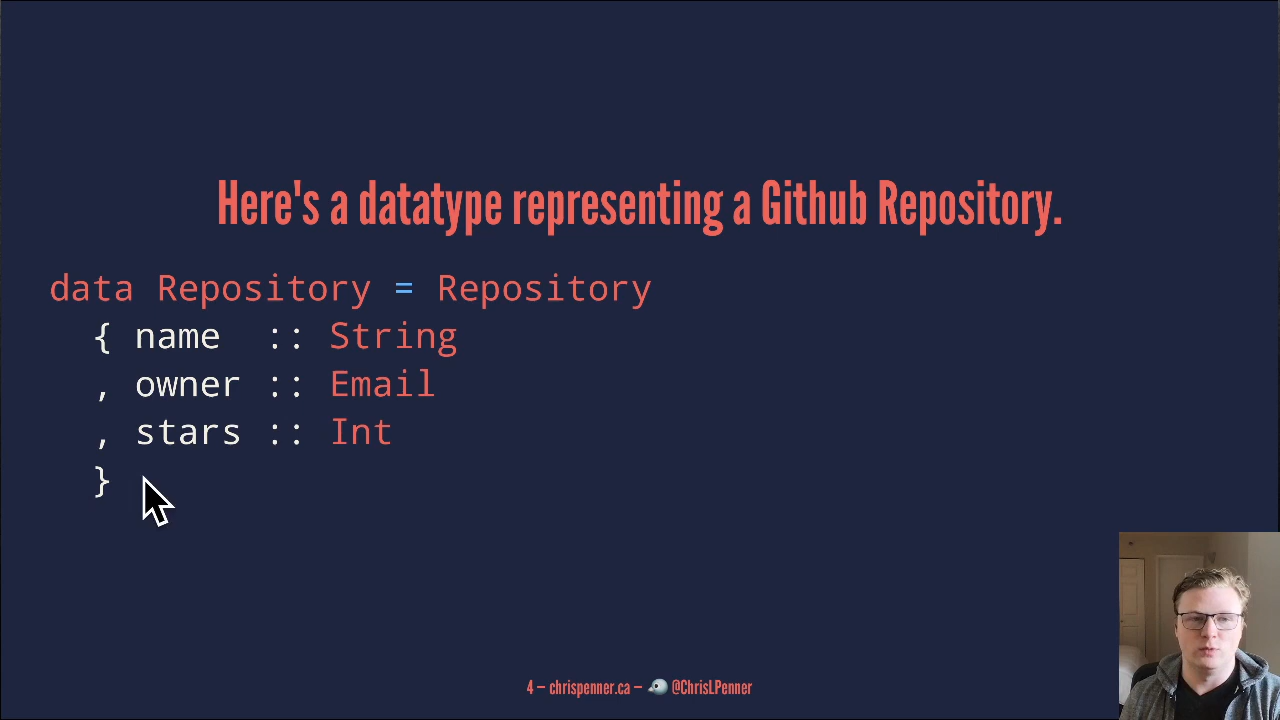 Here's a datatype representing a Github Repository.
data Repository = Repository
  { name  :: String
  , owner :: Email
  , stars :: Int
  }
4 – chrispenner.ca – 🐦 @ChrisLPenner